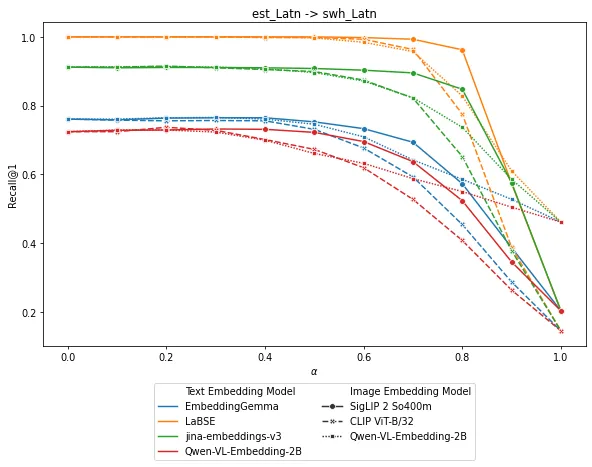 est_Latn -> swh_Latn
Recall@1
1.0
0.8
0.6
0.4
0.2
0.0 0.2 0.4 0.6 0.8 1.0
α
Text Embedding Model Image Embedding Model
EmbeddingGemma SigLIP 2 So400m
LaBSE CLIP ViT-B/32
jina-embeddings-v3 Qwen-VL-Embedding-2B
Qwen-VL-Embedding-2B